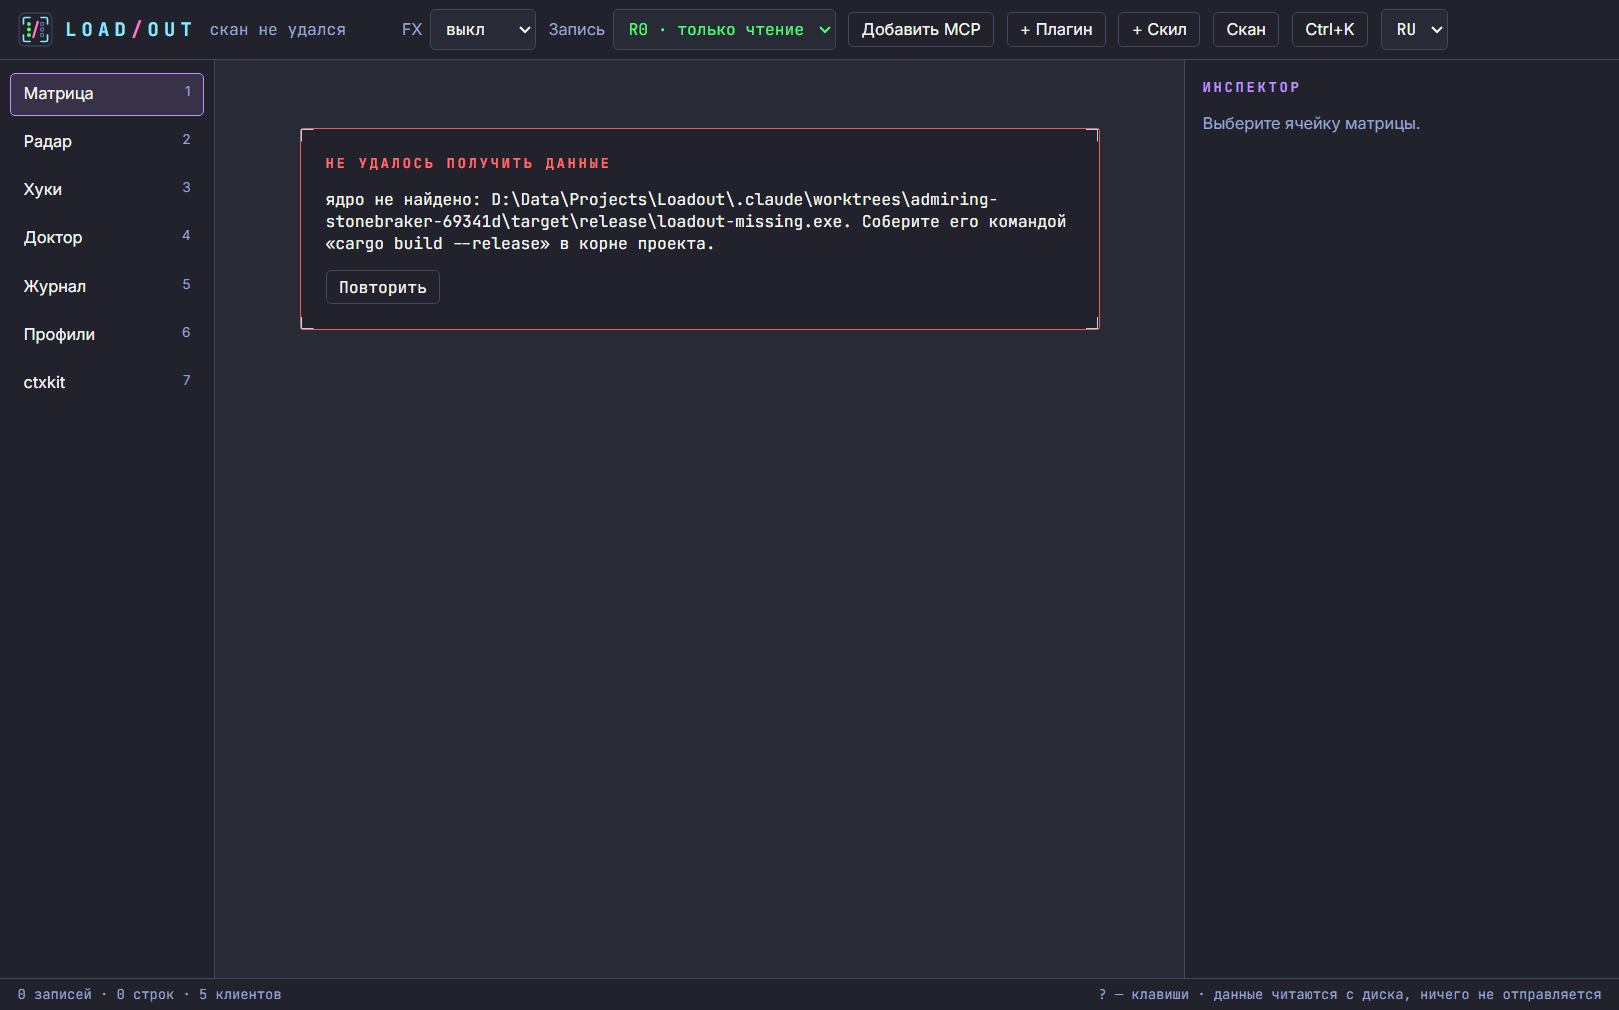 LOAD/OUT скан не удался FX выкл Запись R0 · только чтение Добавить MCP + Плагин + Скил Скан Ctrl+K RU
Матрица 1
Радар 2
Хуки 3
Доктор 4
Журнал 5
Профили 6
ctxkit 7
НЕ УДАЛОСЬ ПОЛУЧИТЬ ДАННЫЕ
ядро не найдено: D:\Data\Projects\Loadout\.claude\worktrees\admiring-
stonebraker-69341d\target\release\loadout-missing.exe. Соберите его командой
«cargo build --release» в корне проекта.
Повторить
ИНСПЕКТОР
Выберите ячейку матрицы.
0 записей · 0 строк · 5 клиентов
? — клавиши · данные читаются с диска, ничего не отправляется